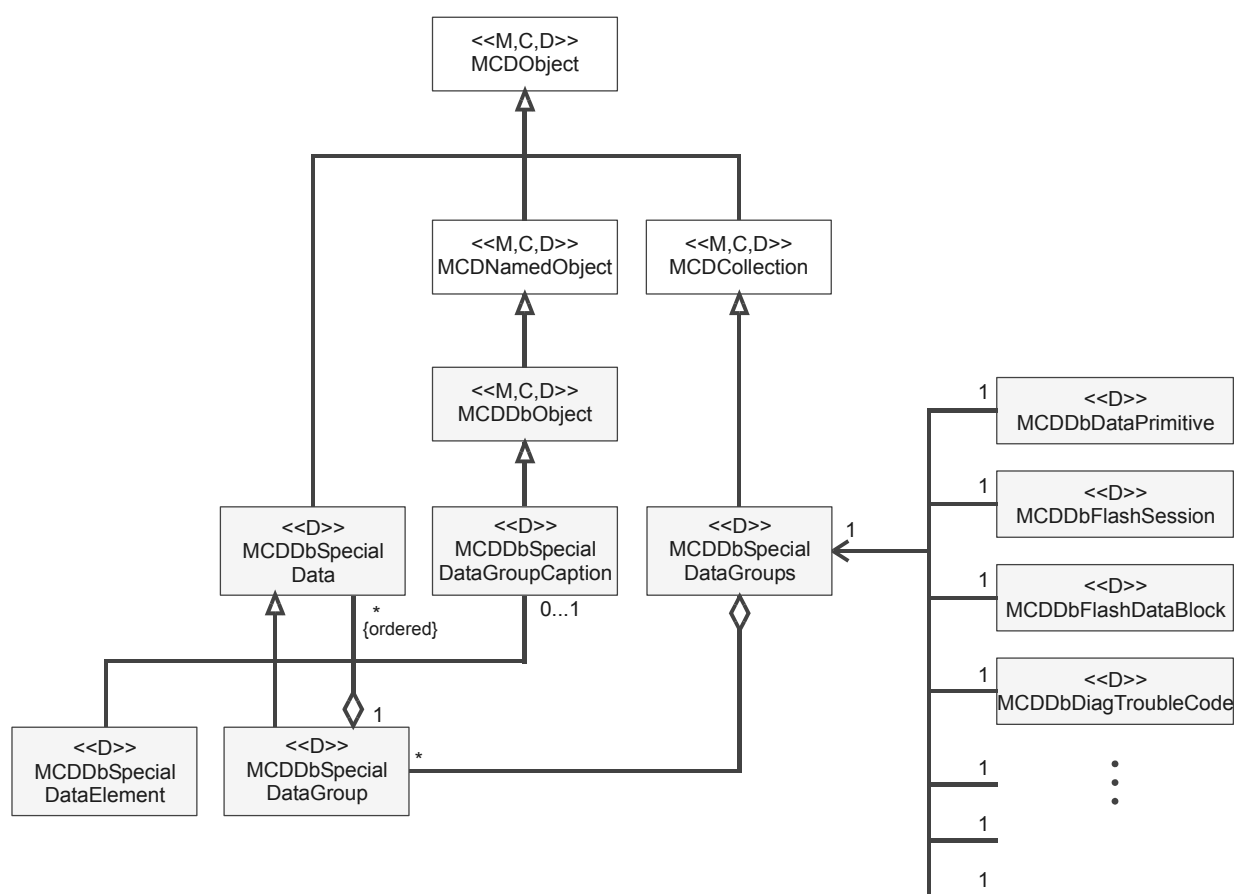 <<M,C,D>>
MCDObject
<<M,C,D>>
MCDNamedObject
<<M,C,D>>
MCDCollection
<<M,C,D>>
MCDDbObject
<<D>>
MCDDbSpecial
Data
<<D>>
MCDDbSpecial
DataGroupCaption
<<D>>
MCDDbSpecial
DataGroups
1
*
{ordered}
0...1
1
<<D>>
MCDDbSpecial
DataElement
<<D>>
MCDDbSpecial
DataGroup
*
1
<<D>>
MCDDbDataPrimitive
1
<<D>>
MCDDbFlashSession
1
<<D>>
MCDDbFlashDataBlock
1
<<D>>
MCDDbDiagTroubleCode
1
1
1